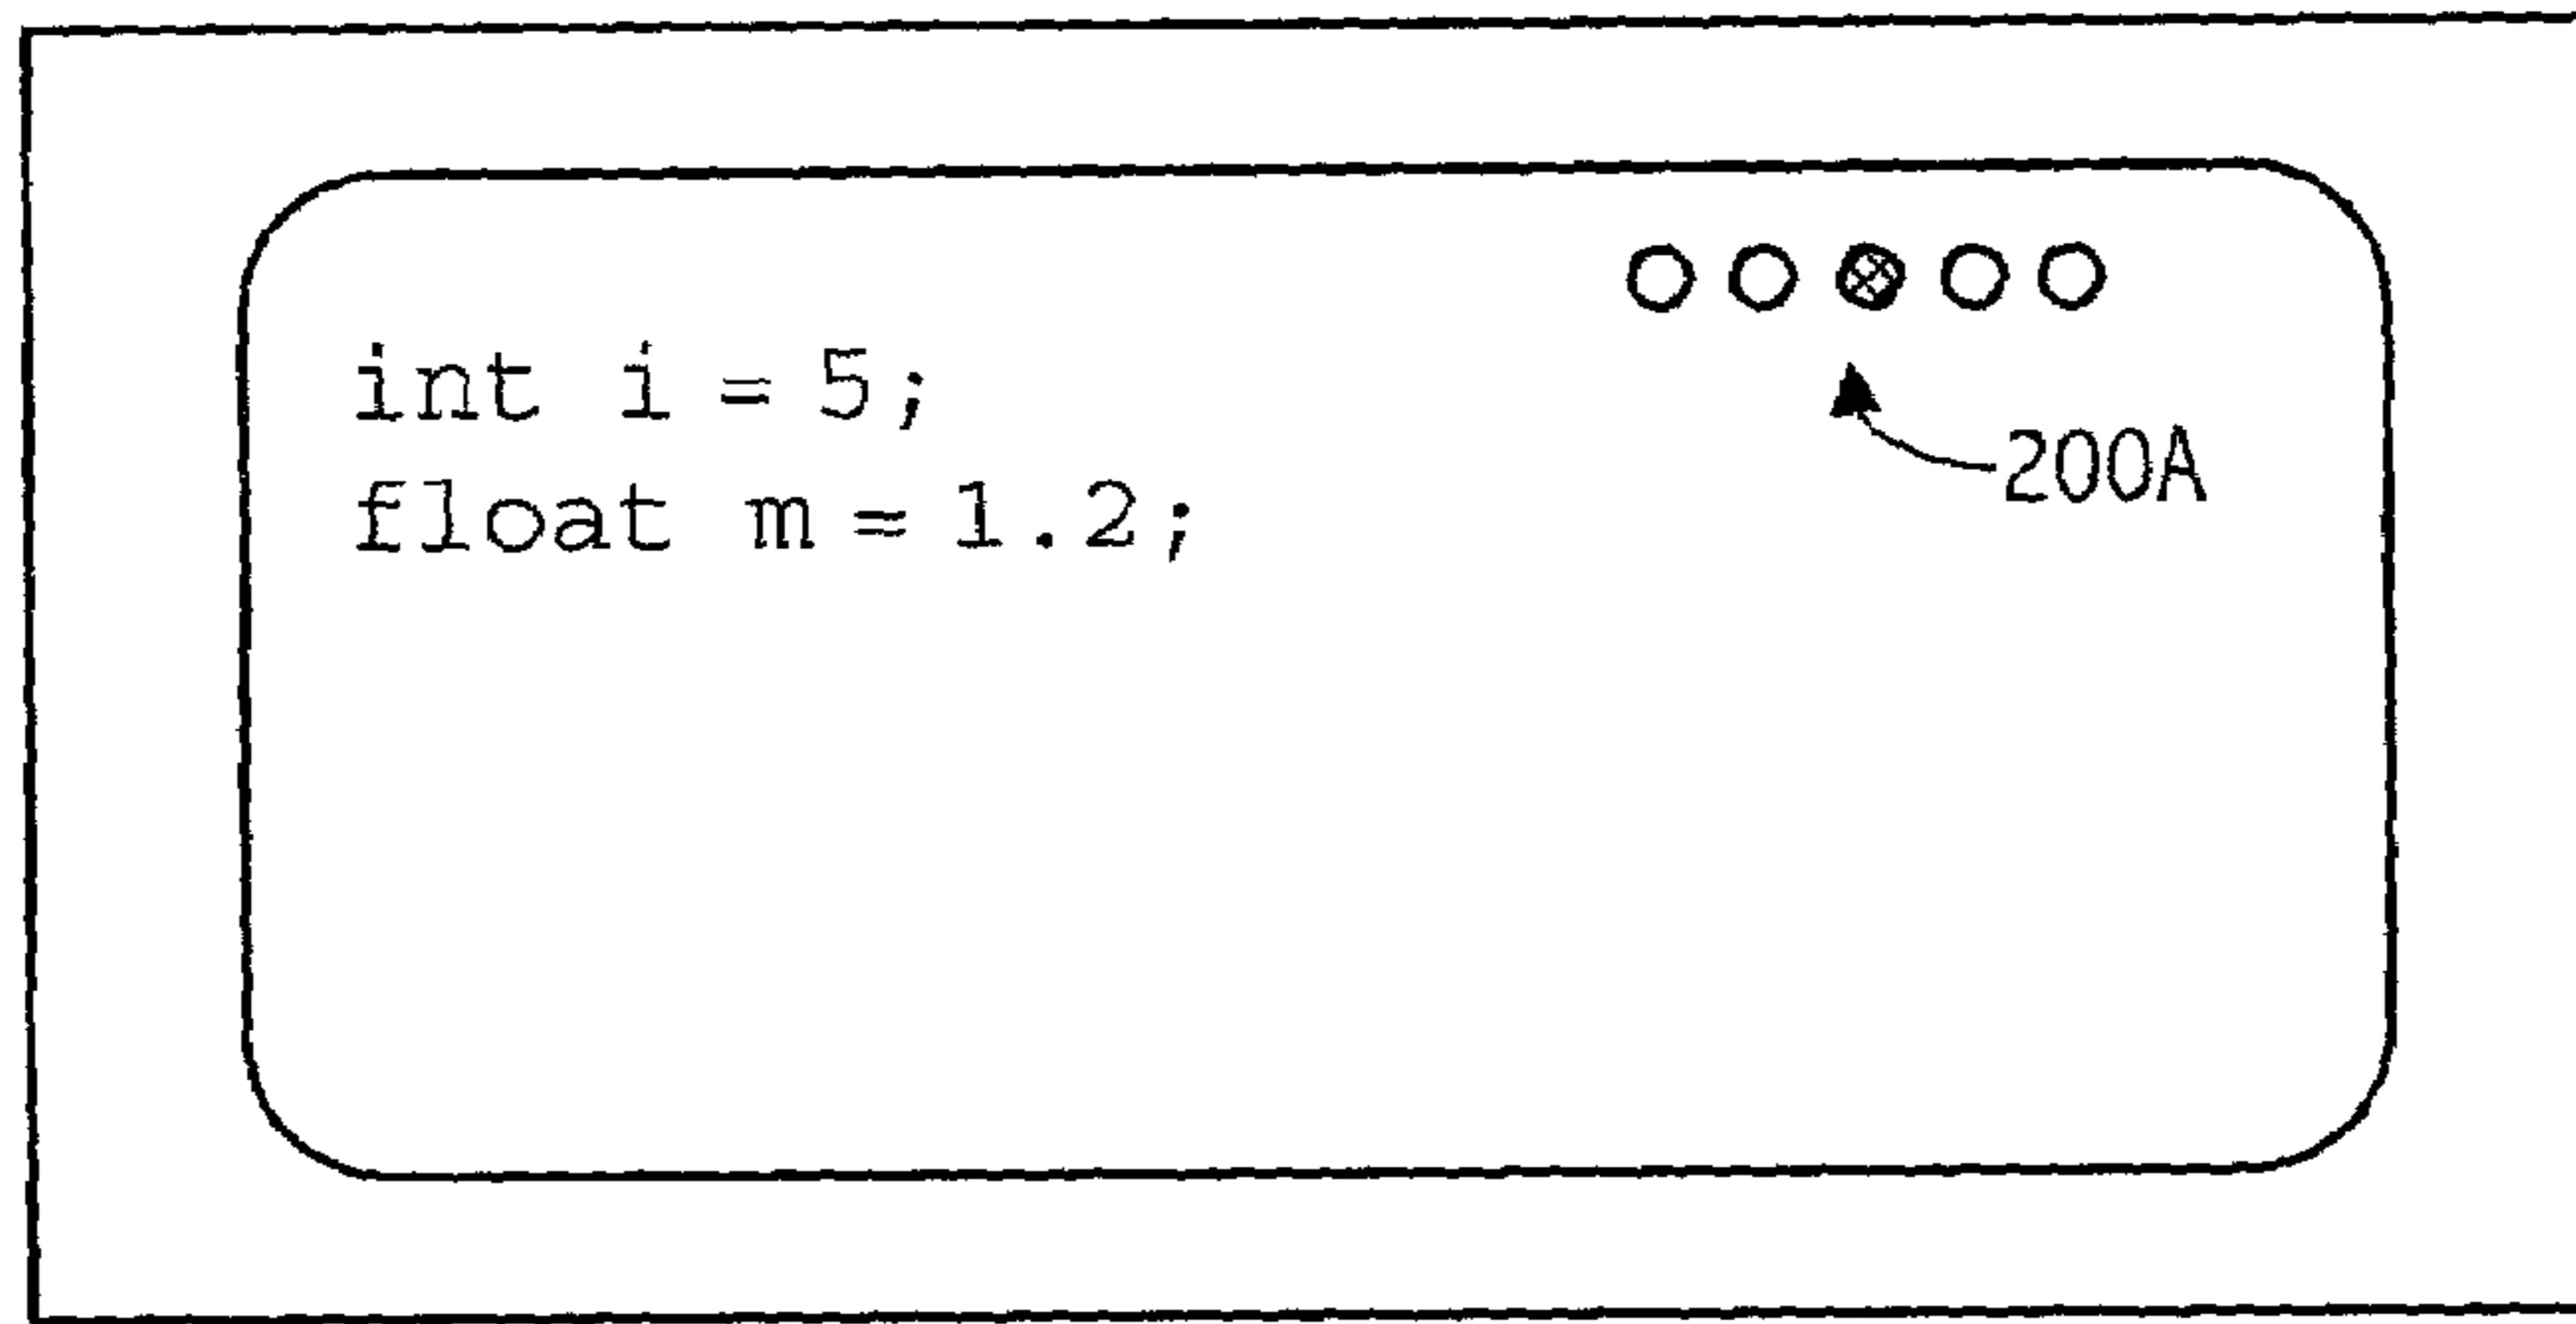 int i = 5;
200A
float m = 1.2;